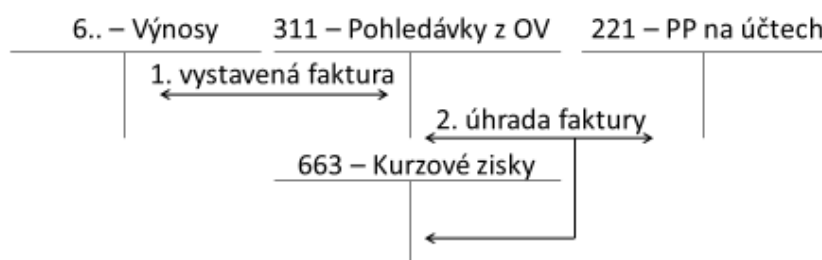 6.. – Výnosy 311 – Pohledávky z OV 221 – PP na účtech
1. vystavená faktura
2. úhrada faktury
663 – Kurzové zisky